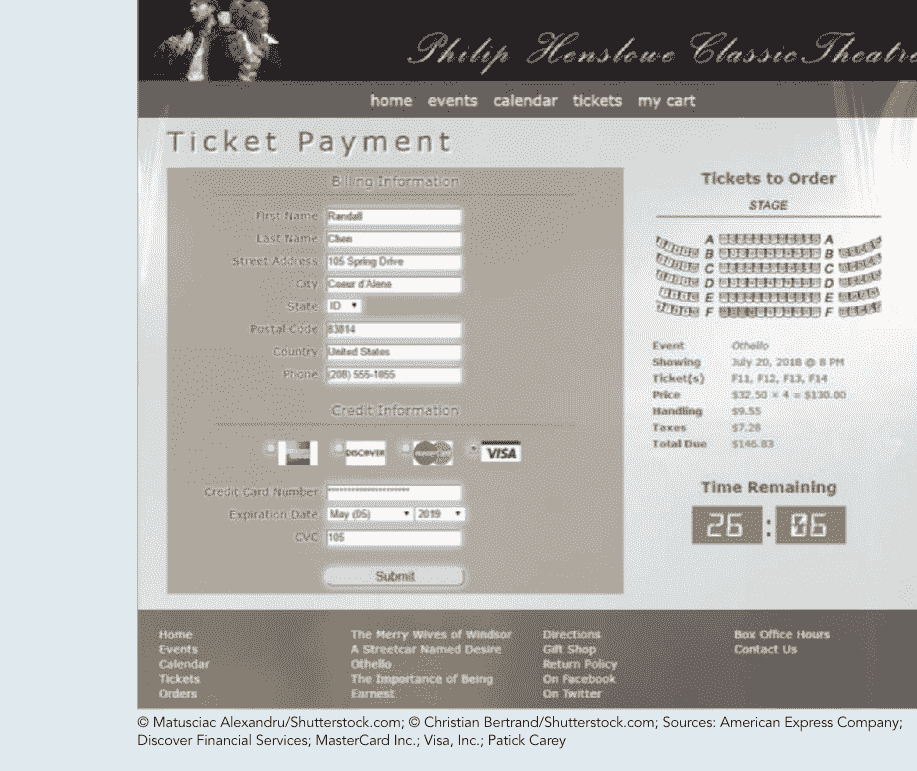 Philip Henslowe Classic Theatre
home events calendar tickets my cart
Ticket Payment
Billing Information
First Name Randall
Last Name Chen
Street Address 105 Spring Drive
City Coeur d'Alene
State ID
Postal Code 83814
Country United States
Phone (208) 555-1855
Credit Information
DISCOVER MasterCard VISA
Credit Card Number ********************
Expiration Date May (05) 2019
CVC 105
Submit
Tickets to Order
STAGE
A A
B B
C C
D D
E E
F F
Event Othello
Showing July 20, 2018 @ 8 PM
Ticket(s) F11, F12, F13, F14
Price $32.50 × 4 = $130.00
Handling $9.55
Taxes $7.28
Total Due $146.83
Time Remaining
26 : 06
Home
Events
Calendar
Tickets
Orders
The Merry Wives of Windsor
A Streetcar Named Desire
Othello
The Importance of Being
Earnest
Directions
Gift Shop
Return Policy
On Facebook
On Twitter
Box Office Hours
Contact Us
© Matusciac Alexandru/Shutterstock.com; © Christian Bertrand/Shutterstock.com; Sources: American Express Company;
Discover Financial Services; MasterCard Inc.; Visa, Inc.; Patick Carey